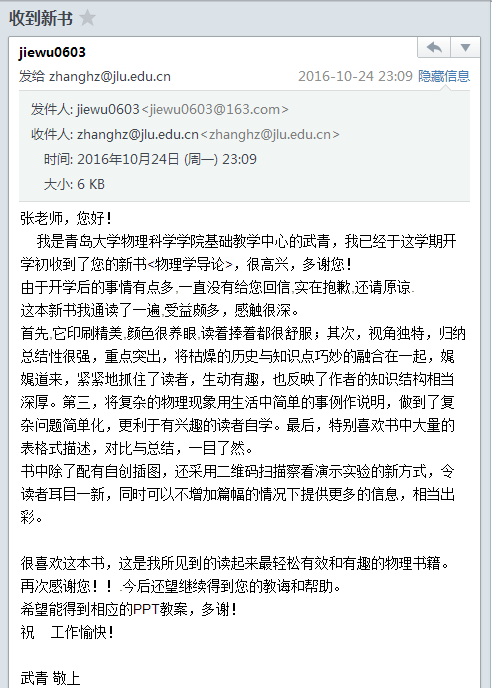 收到新书
jiewu0603
发给 zhanghz@jlu.edu.cn 2016-10-24 23:09 隐藏信息
发件人: jiewu0603<jiewu0603@163.com>
收件人: zhanghz@jlu.edu.cn<zhanghz@jlu.edu.cn>
时间: 2016年10月24日 (周一) 23:09
大小: 6 KB
张老师，您好！
我是青岛大学物理科学学院基础教学中心的武青，我已经于这学期开
学初收到了您的新书<物理学导论>，很高兴，多谢您！
由于开学后的事情有点多,一直没有给您回信,实在抱歉,还请原谅.
这本新书我通读了一遍,受益颇多，感触很深。
首先,它印刷精美,颜色很养眼,读着捧着都很舒服；其次，视角独特，归纳
总结性很强，重点突出，将枯燥的历史与知识点巧妙的融合在一起，娓
娓道来，紧紧地抓住了读者，生动有趣，也反映了作者的知识结构相当
深厚。第三，将复杂的物理现象用生活中简单的事例作说明，做到了复
杂问题简单化，更利于有兴趣的读者自学。最后，特别喜欢书中大量的
表格式描述，对比与总结，一目了然。
书中除了配有自创插图，还采用二维码扫描察看演示实验的新方式，令
读者耳目一新，同时可以不增加篇幅的情况下提供更多的信息，相当出
彩。
很喜欢这本书，这是我所见到的读起来最轻松有效和有趣的物理书籍。
再次感谢您！！.今后还望继续得到您的教诲和帮助。
希望能得到相应的PPT教案，多谢！
祝 工作愉快！
武青 敬上